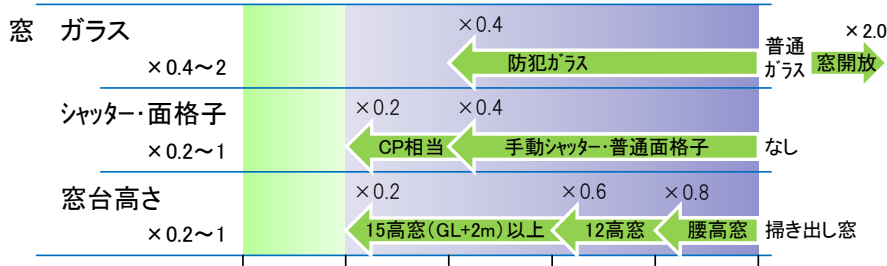 窓 ガラス ×0.4 ×2.0
×0.4～2 防犯ガラス 普通ガラス 窓開放
シャッター・面格子 ×0.2 ×0.4
×0.2～1 CP相当 手動シャッター・普通面格子 なし
窓台高さ ×0.2 ×0.6 ×0.8
×0.2～1 15高窓（GL+2m）以上 12高窓 腰高窓 掃き出し窓